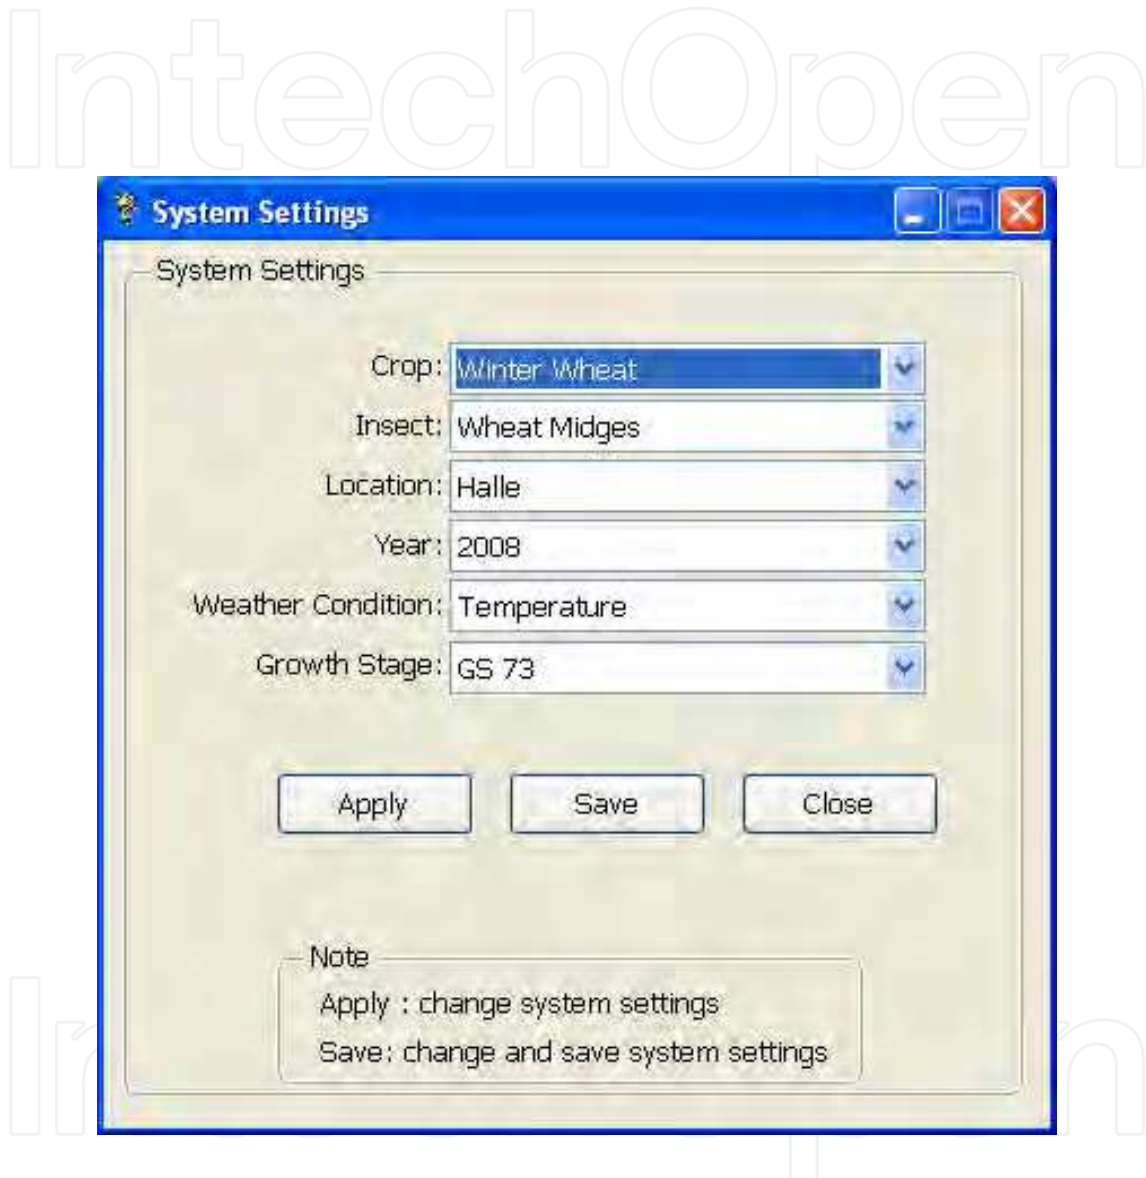 IntechOpen
System Settings
System Settings
Crop: Winter Wheat
Insect: Wheat Midges
Location: Halle
Year: 2008
Weather Condition: Temperature
Growth Stage: GS 73
Apply Save Close
Note
Apply : change system settings
Save: change and save system settings
IntechOpen